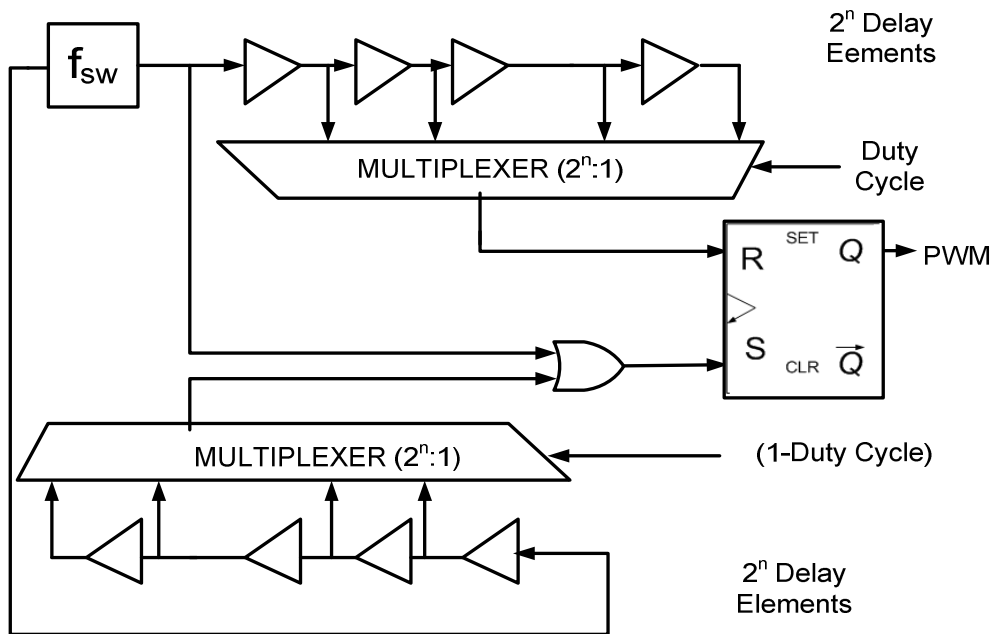 2ⁿ Delay
Eements
f_sw
MULTIPLEXER (2ⁿ:1)
Duty
Cycle
SET
R
Q
PWM
S
CLR
Q
MULTIPLEXER (2ⁿ:1)
(1-Duty Cycle)
2ⁿ Delay
Elements